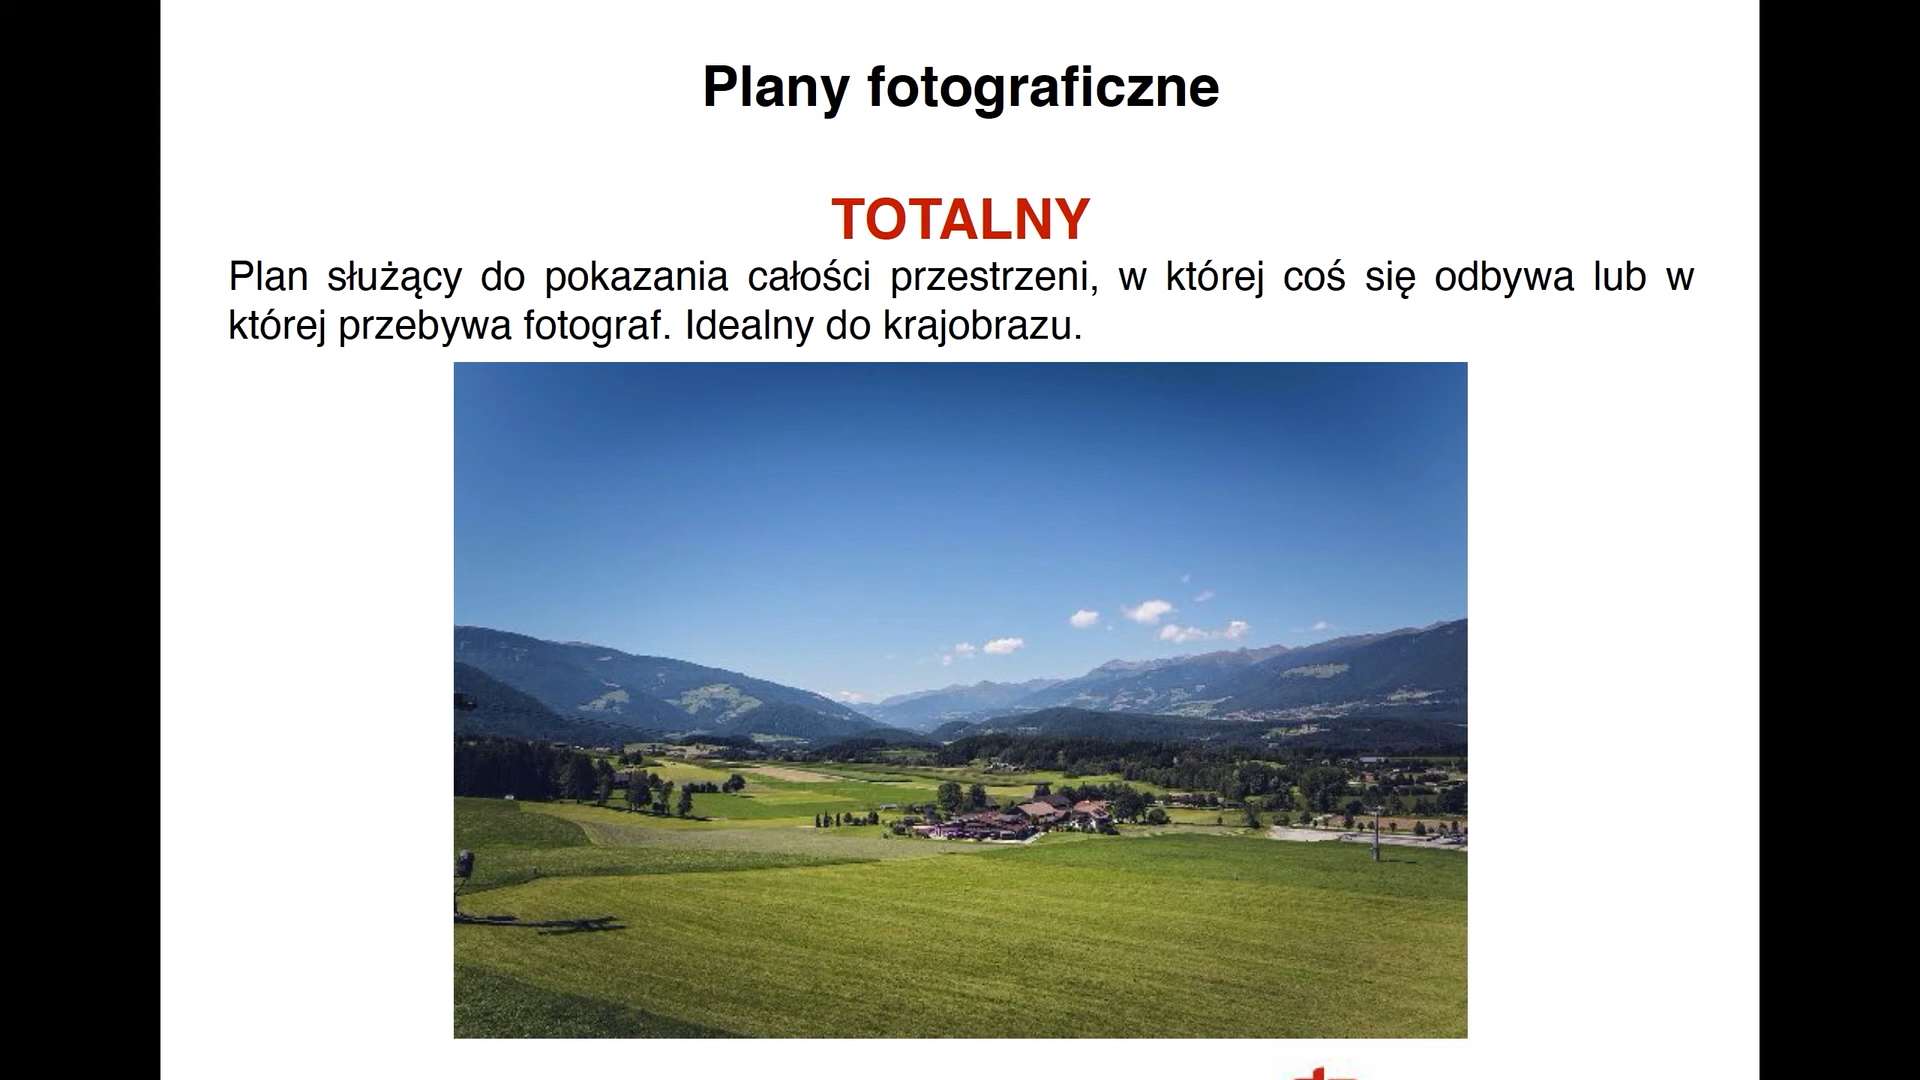 Plany fotograficzne
TOTALNY
Plan służący do pokazania całości przestrzeni, w której coś się odbywa lub w
której przebywa fotograf. Idealny do krajobrazu.